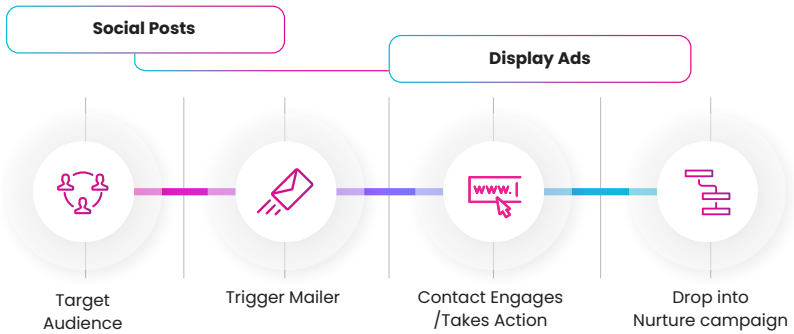 Social Posts
Display Ads
www.
Target
Audience
Trigger Mailer
Contact Engages
/Takes Action
Drop into
Nurture campaign